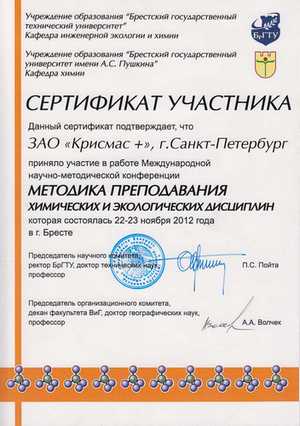 Учреждение образования "Брестский государственный
технический университет"
Кафедра инженерной экологии и химии
БрГТУ
Учреждение образования "Брестский государственный
университет имени А.С. Пушкина"
Кафедра химии
СЕРТИФИКАТ УЧАСТНИКА
Данный сертификат подтверждает, что
ЗАО «Крисмас +», г.Санкт-Петербург
приняло участие в работе Международной
научно-методической конференции
МЕТОДИКА ПРЕПОДАВАНИЯ
ХИМИЧЕСКИХ И ЭКОЛОГИЧЕСКИХ ДИСЦИПЛИН
которая состоялась 22-23 ноября 2012 года
в г. Бресте
Председатель научного комитета,
ректор БрГТУ, доктор технических наук,
профессор
П.С. Пойта
Председатель организационного комитета,
декан факультета ВиГ, доктор географических наук,
профессор
А.А. Волчек